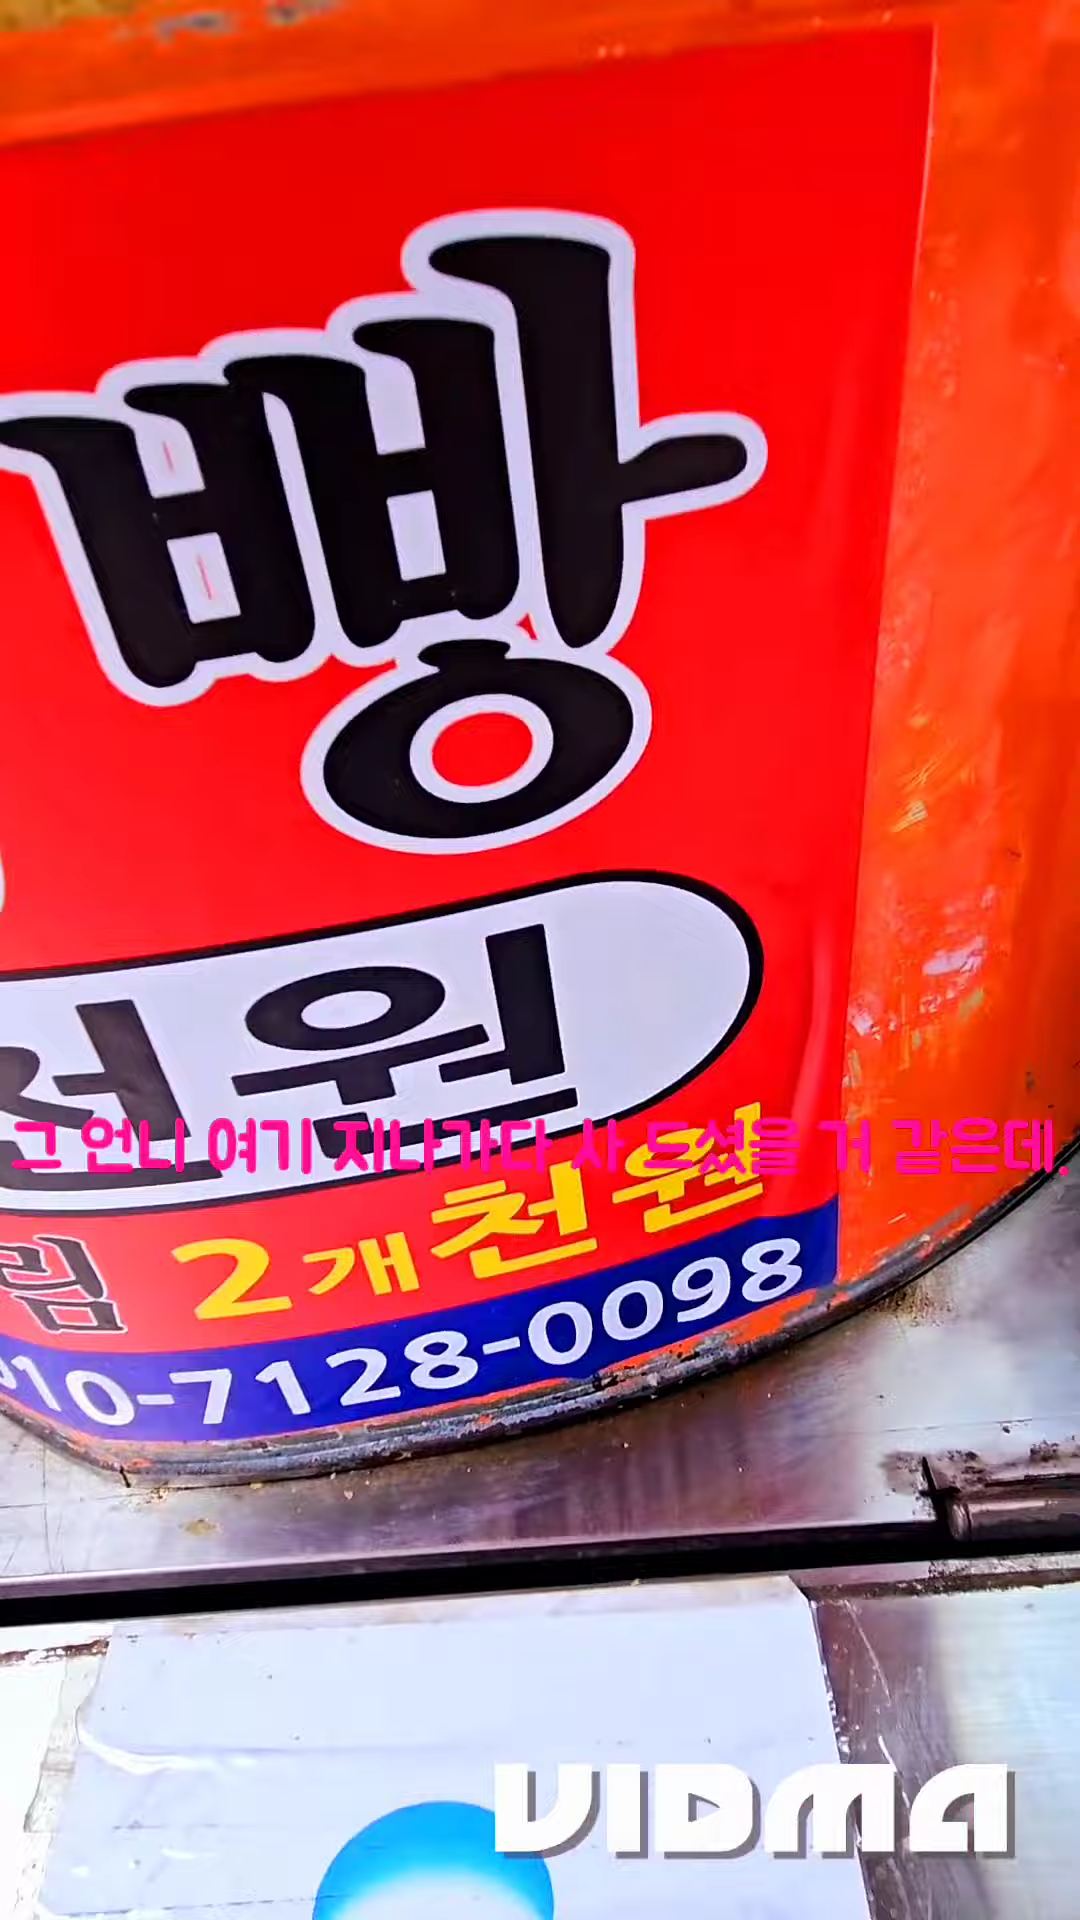 빵
천원
그 언니 여기 지나가다 사 드셨을 거 같은데.
림 2개 천원
010-7128-0098
VIDMA